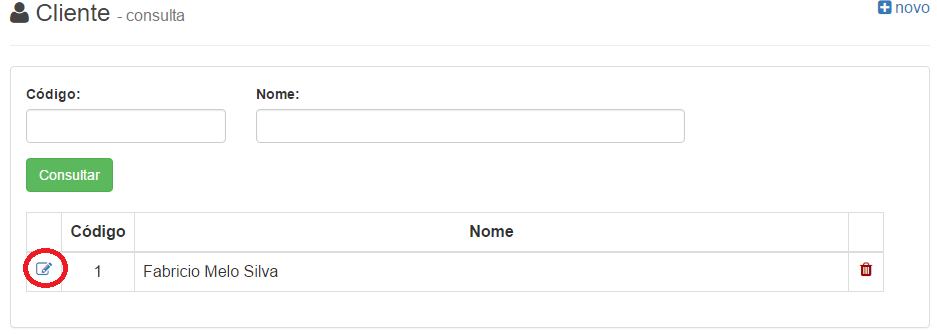 Cliente - consulta
novo
Código:
Nome:
Consultar
Código Nome
1 Fabricio Melo Silva